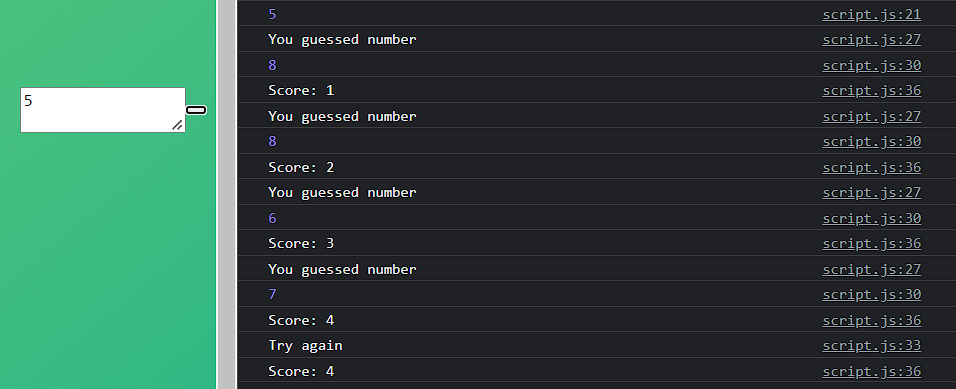 5
5 script.js:21
You guessed number script.js:27
8 script.js:30
Score: 1 script.js:36
You guessed number script.js:27
8 script.js:30
Score: 2 script.js:36
You guessed number script.js:27
6 script.js:30
Score: 3 script.js:36
You guessed number script.js:27
7 script.js:30
Score: 4 script.js:36
Try again script.js:33
Score: 4 script.js:36